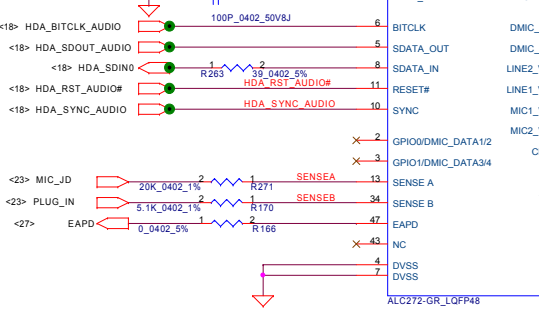 100P_0402_50V8J
<18> HDA_BITCLK_AUDIO 6 BITCLK DMIC_
<18> HDA_SDOUT_AUDIO 5 SDATA_OUT DMIC_
<18> HDA_SDIN0 1 2 8 SDATA_IN LINE2_
R263 39_0402_5%
<18> HDA_RST_AUDIO# HDA_RST_AUDIO# 11 RESET# LINE1_
<18> HDA_SYNC_AUDIO HDA_SYNC_AUDIO 10 SYNC MIC1_
MIC2_
2 GPIO0/DMIC_DATA1/2
3 GPIO1/DMIC_DATA3/4
<23> MIC_JD 2 1 SENSEA 13 SENSE A
20K_0402_1% R271
<23> PLUG_IN 2 1 SENSEB 34 SENSE B
5.1K_0402_1% R170
<27> EAPD 1 2 47 EAPD
0_0402_5% R166
43 NC
4 DVSS
7 DVSS
ALC272-GR_LQFP48